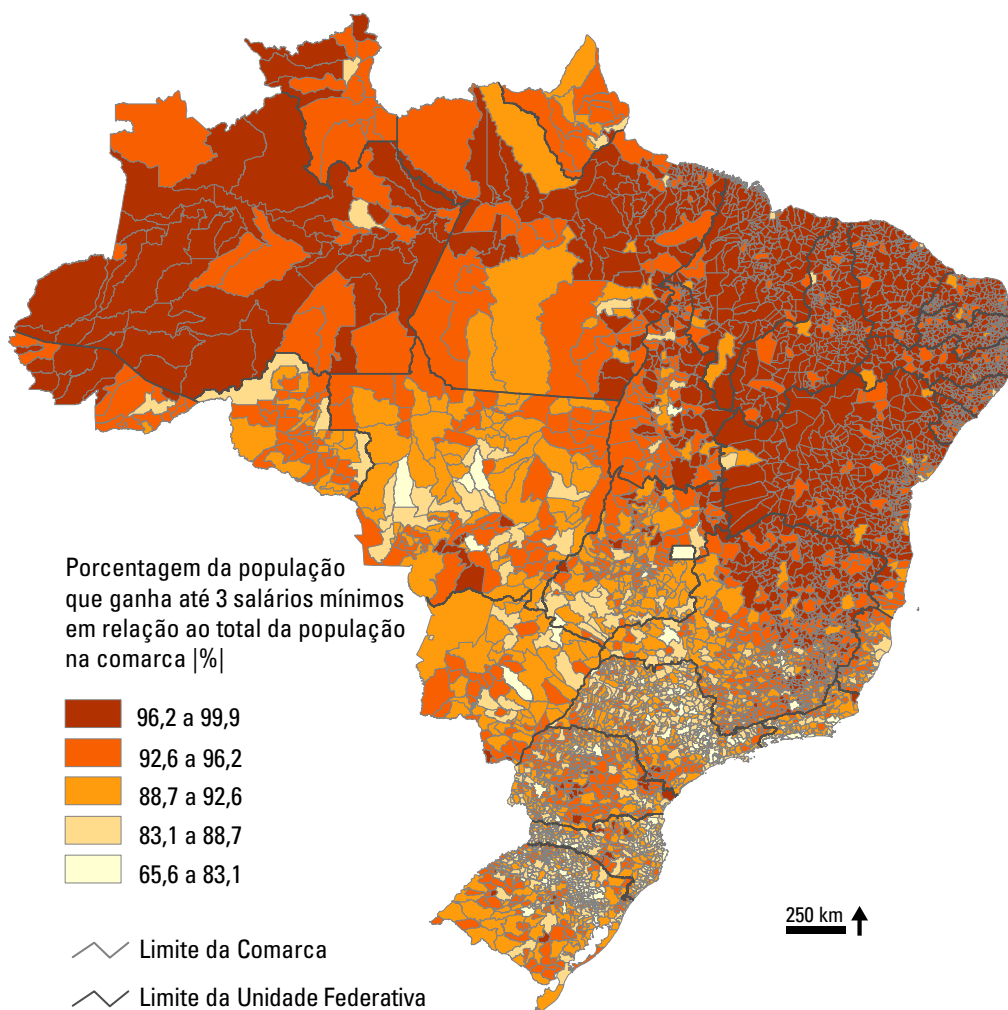 Porcentagem da população
que ganha até 3 salários mínimos
em relação ao total da população
na comarca |%|
96,2 a 99,9
92,6 a 96,2
88,7 a 92,6
83,1 a 88,7
65,6 a 83,1
250 km
Limite da Comarca
Limite da Unidade Federativa